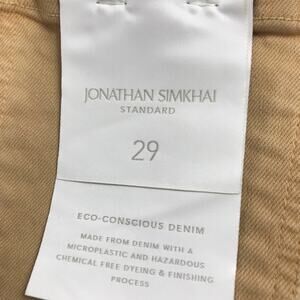 JONATHAN SIMKHAI
STANDARD
29
ECO-CONSCIOUS DENIM
MADE FROM DENIM WITH A
MICROPLASTIC AND HAZARDOUS
CHEMICAL FREE DYEING & FINISHING
PROCESS